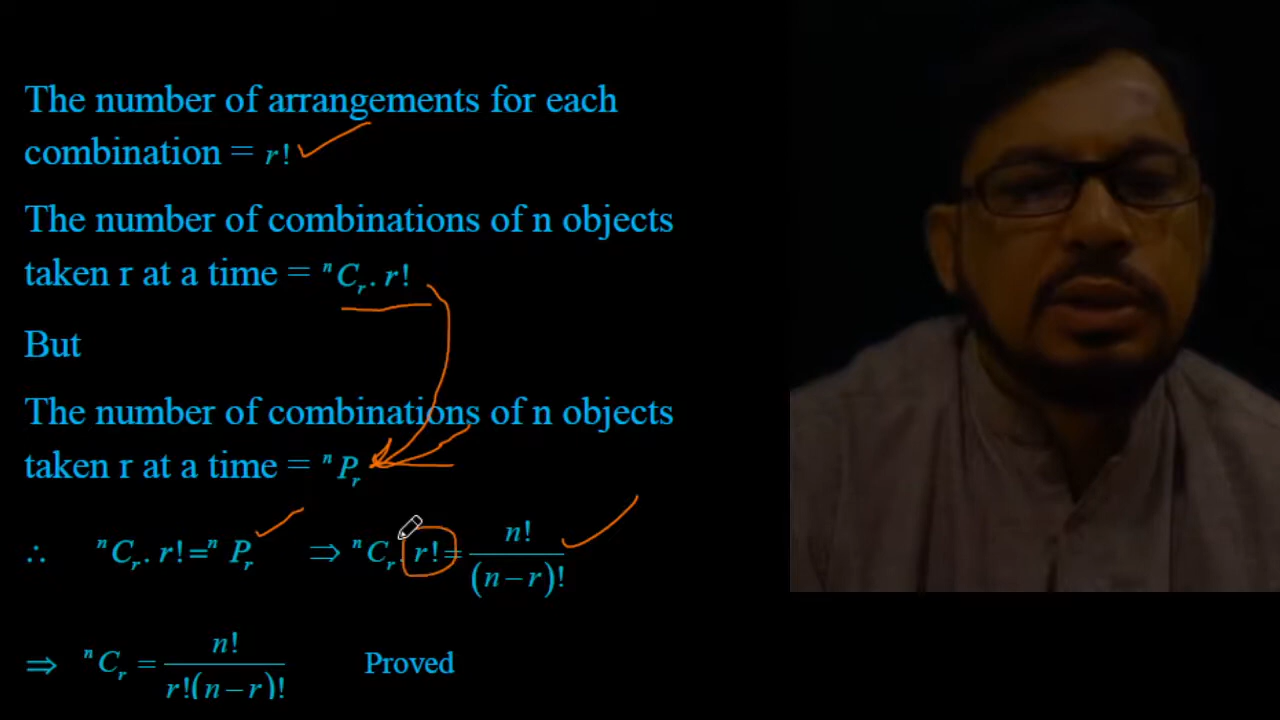 The number of arrangements for each
combination = r!
The number of combinations of n objects
taken r at a time = ⁿCᵣ . r!
But
The number of combinations of n objects
taken r at a time = ⁿPᵣ
∴ ⁿCᵣ . r! = ⁿPᵣ ⇒ ⁿCᵣ . r! = n! / (n − r)!
⇒ ⁿCᵣ = n! / r!(n − r)! Proved